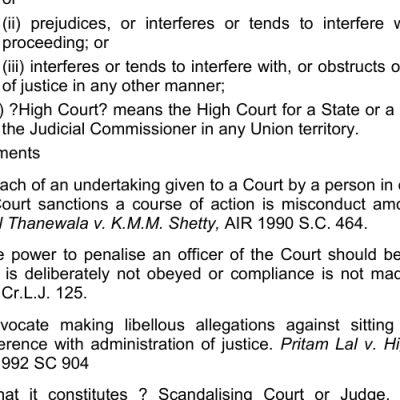 or
(ii) prejudices, or interferes or tends to interfere
proceeding; or
(iii) interferes or tends to interfere with, or obstructs
of justice in any other manner;
) ?High Court? means the High Court for a State or a
the Judicial Commissioner in any Union territory.
ments
ach of an undertaking given to a Court by a person in
Court sanctions a course of action is misconduct
l Thanewala v. K.M.M. Shetty, AIR 1990 S.C. 464.
e power to penalise an officer of the Court should be
is deliberately not obeyed or compliance is not
Cr.L.J. 125.
vocate making libellous allegations against sitting
erence with administration of justice. Pritam Lal v.
1992 SC 904
hat it constitutes ? Scandalising Court or Judge.